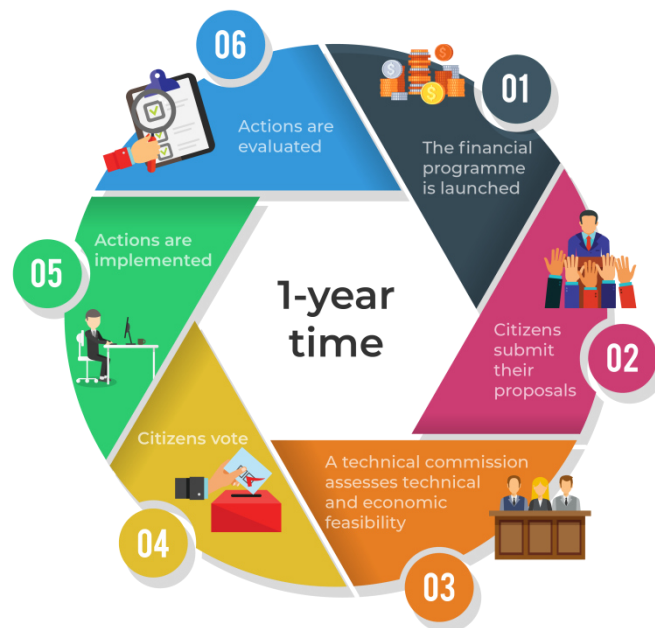 01
The financial
programme
is launched
02
Citizens
submit
their
proposals
03
A technical commission
assesses technical
and economic
feasibility
04
Citizens vote
05
Actions are
implemented
06
Actions are
evaluated
1-year
time